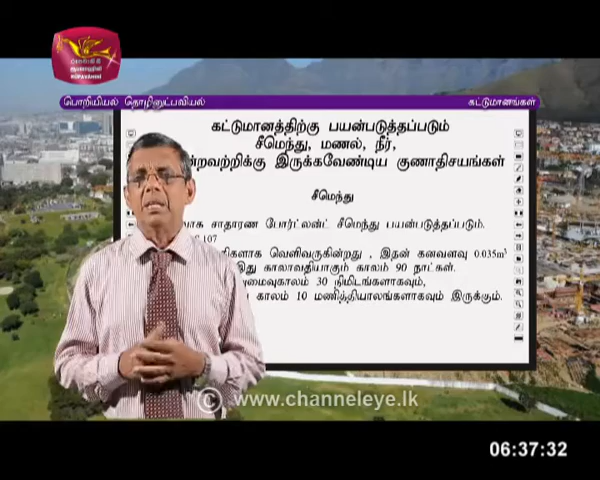 RUPAVAHINI
பொறியியல் தொழினுட்பவியல்
கட்டுமானங்கள்
கட்டுமானத்திற்கு பயன்படுத்தப்படும்
சீமெந்து, மணல், நீர்,
ன்றவற்றிக்கு இருக்கவேண்டிய குணாதிசயங்கள்
சீமெந்து
சாதாரண போர்ட்லன்ட் சீமெந்து பயன்படுத்தப்படும்.
107
திகளாக வெளிவருகின்றது , இதன் கனவளவு 0.035m³
காலாவதியாகும் காலம் 90 நாட்கள்.
காலம் 30 நிமிடங்களாகவும்,
காலம் 10 மணித்தியாலங்களாகவும் இருக்கும்.
© www.channeleye.lk
06:37:32